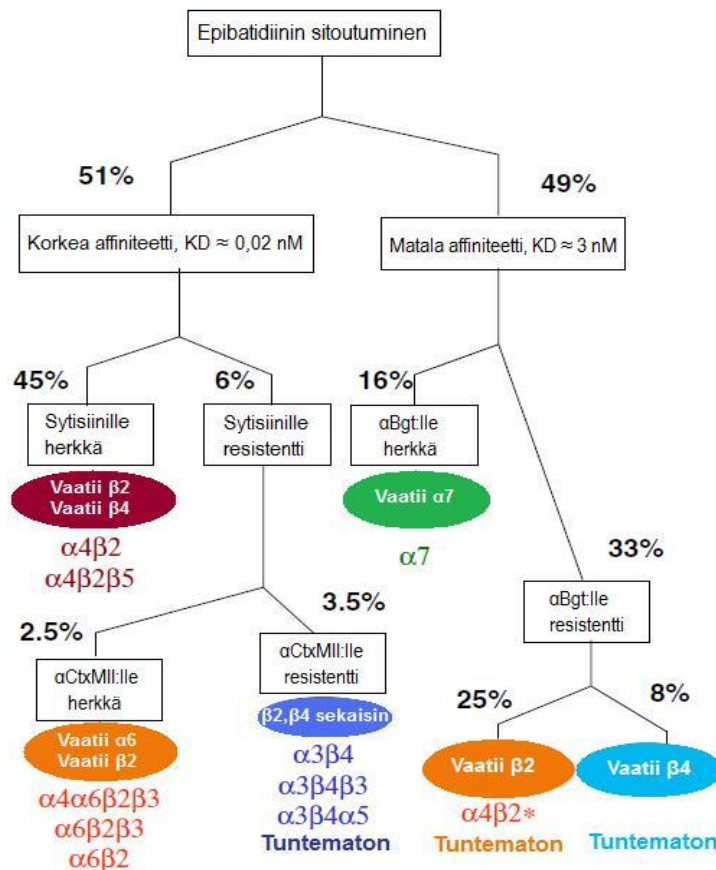 Epibatidiinin sitoutuminen
51%
49%
Korkea affiniteetti, KD ≈ 0,02 nM
Matala affiniteetti, KD ≈ 3 nM
45%
6%
16%
Sytisiinille
herkkä
Sytisiinille
resistentti
αBgt:lle
herkkä
Vaatii β2
Vaatii β4
Vaatii α7
α4β2
α4β2β5
α7
33%
αBgt:lle
resistentti
2.5%
3.5%
αCtxMII:lle
herkkä
αCtxMII:lle
resistentti
25%
8%
Vaatii α6
Vaatii β2
β2,β4 sekaisin
Vaatii β2
Vaatii β4
α4α6β2β3
α6β2β3
α6β2
α3β4
α3β4β3
α3β4α5
Tuntematon
α4β2*
Tuntematon
Tuntematon